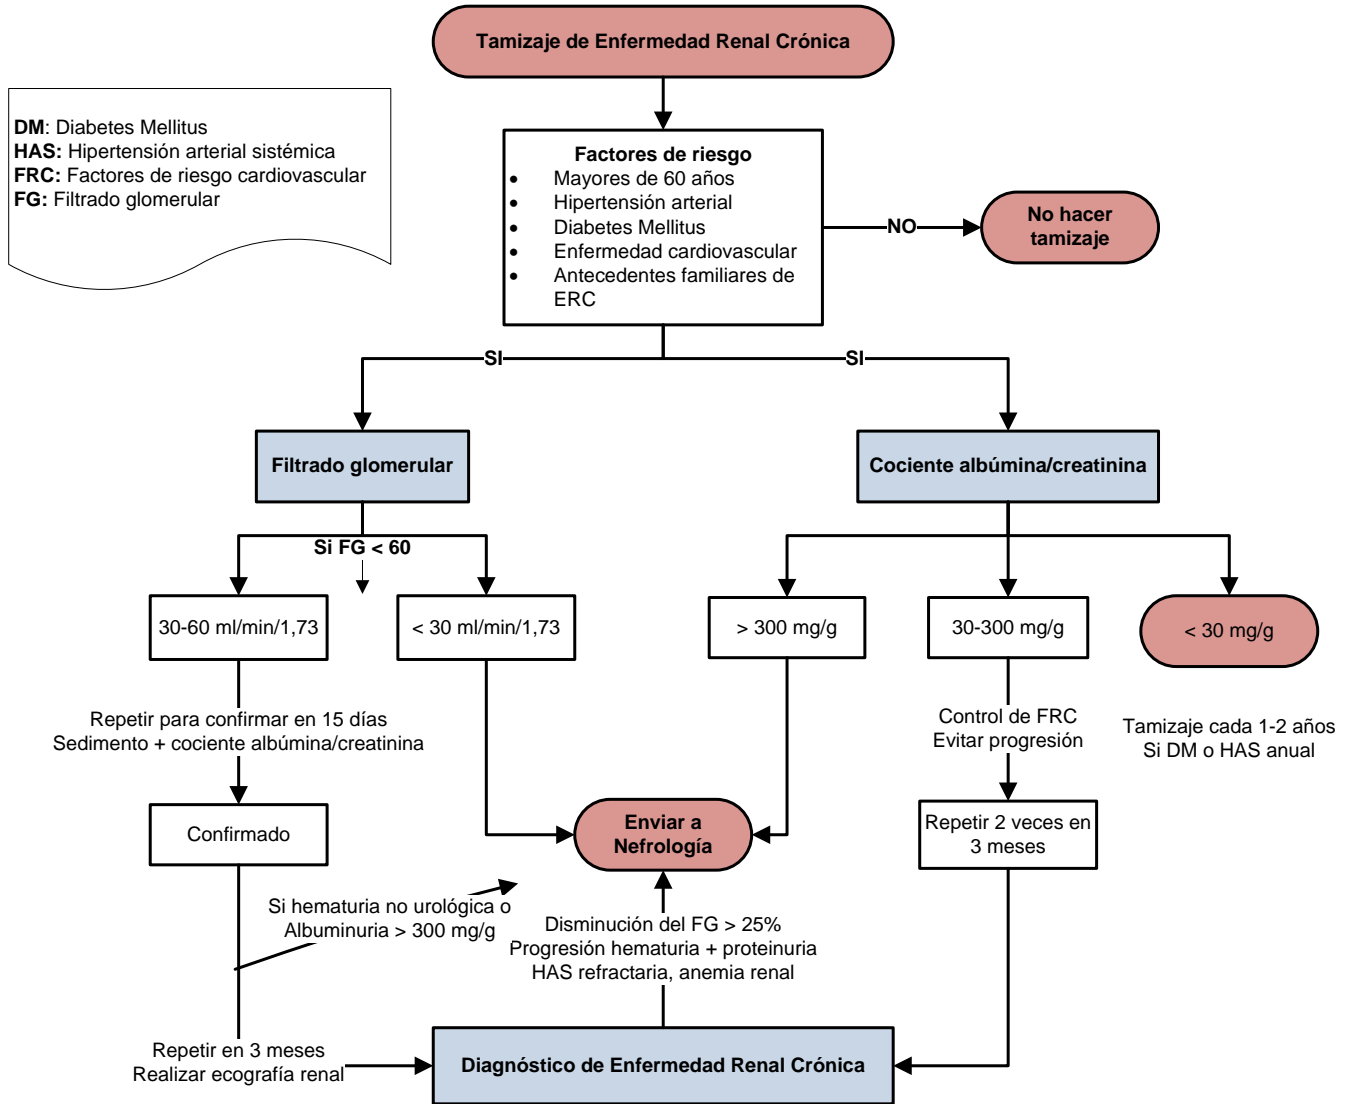 Tamizaje de Enfermedad Renal Crónica
DM: Diabetes Mellitus
HAS: Hipertensión arterial sistémica
FRC: Factores de riesgo cardiovascular
FG: Filtrado glomerular
Factores de riesgo
• Mayores de 60 años
• Hipertensión arterial
• Diabetes Mellitus
• Enfermedad cardiovascular
• Antecedentes familiares de
ERC
NO
No hacer
tamizaje
SI
SI
Filtrado glomerular
Cociente albúmina/creatinina
Si FG < 60
30-60 ml/min/1,73
< 30 ml/min/1,73
> 300 mg/g
30-300 mg/g
< 30 mg/g
Repetir para confirmar en 15 días
Sedimento + cociente albúmina/creatinina
Control de FRC
Evitar progresión
Tamizaje cada 1-2 años
Si DM o HAS anual
Confirmado
Enviar a
Nefrología
Repetir 2 veces en
3 meses
Si hematuria no urológica o
Albuminuria > 300 mg/g
Disminución del FG > 25%
Progresión hematuria + proteinuria
HAS refractaria, anemia renal
Repetir en 3 meses
Realizar ecografía renal
Diagnóstico de Enfermedad Renal Crónica